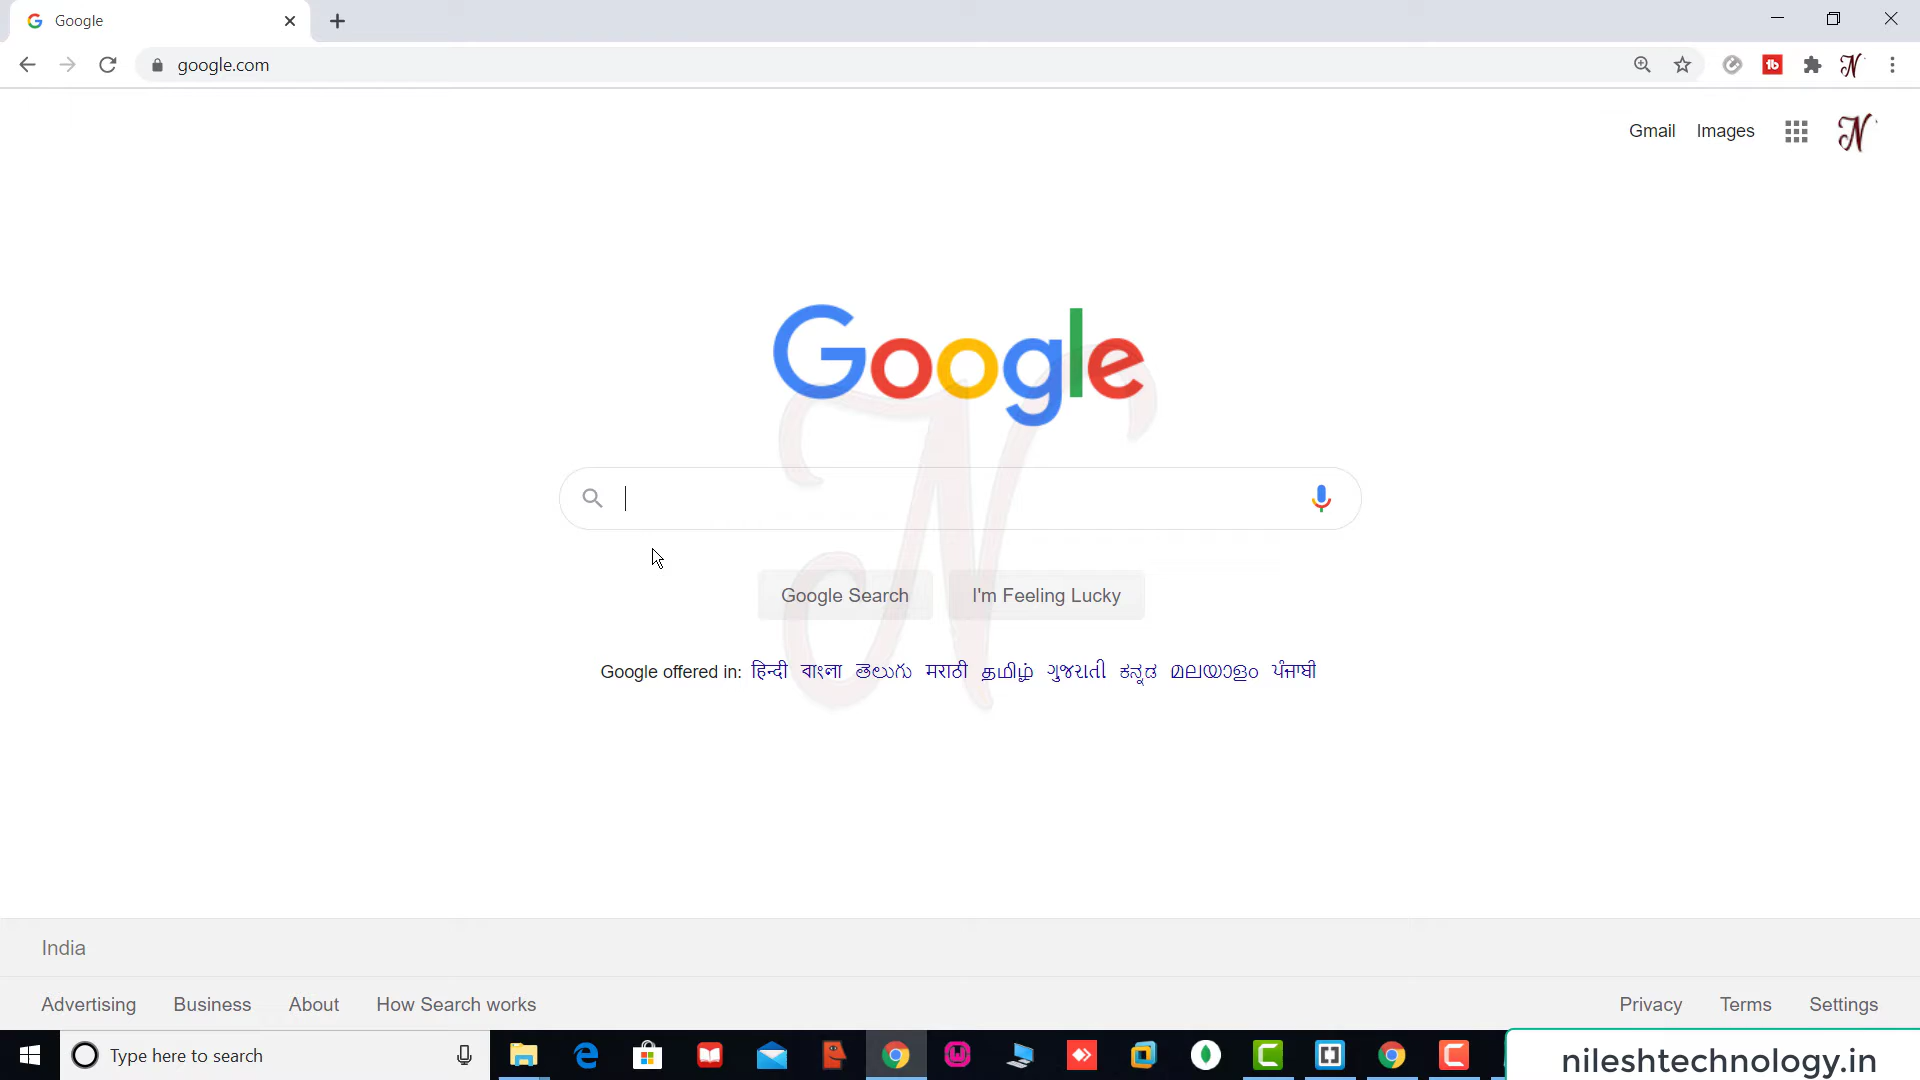 Google
google.com
Gmail Images
Google
Google Search I'm Feeling Lucky
Google offered in: हिन्दी বাংলা తెలుగు मराठी தமிழ் ગુજરાતી ಕನ್ನಡ മലയാളം ਪੰਜਾਬੀ
India
Advertising Business About How Search works Privacy Terms Settings
Type here to search
nileshtechnology.in